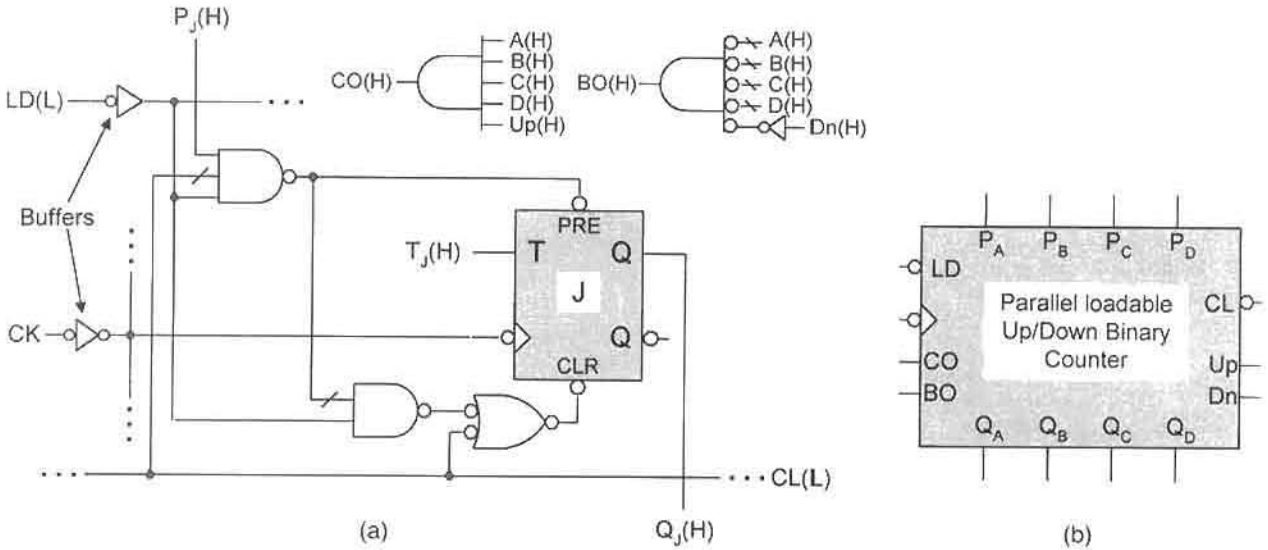 P_J(H)
LD(L)
CO(H)
A(H)
B(H)
C(H)
D(H)
Up(H)
BO(H)
A(H)
B(H)
C(H)
D(H)
Dn(H)
Buffers
PRE
T_J(H)
T
Q
J
CK
Q
CLR
CL(L)
Q_J(H)
(a)
P_A
P_B
P_C
P_D
LD
CL
Parallel loadable
Up/Down Binary
Counter
CO
BO
Up
Dn
Q_A
Q_B
Q_C
Q_D
(b)